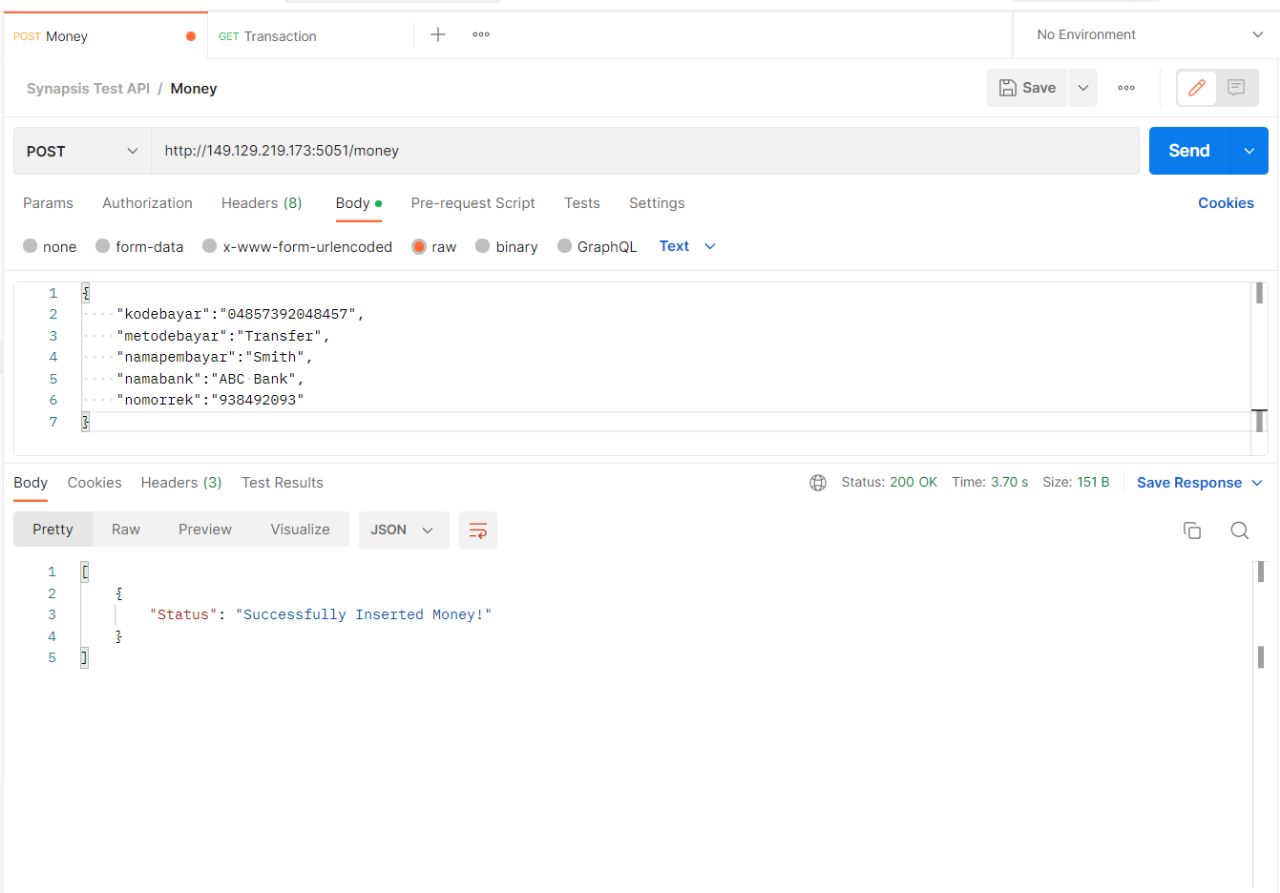 POST Money GET Transaction No Environment
Synapsis Test API / Money Save
POST http://149.129.219.173:5051/money Send
Params Authorization Headers (8) Body Pre-request Script Tests Settings Cookies
none form-data x-www-form-urlencoded raw binary GraphQL Text
1 {
2 "kodebayar":"04857392048457",
3 "metodebayar":"Transfer",
4 "namapembayar":"Smith",
5 "namabank":"ABC Bank",
6 "nomorrek":"938492093"
7 }
Body Cookies Headers (3) Test Results Status: 200 OK Time: 3.70 s Size: 151 B Save Response
Pretty Raw Preview Visualize JSON
1 [
2 {
3 "Status": "Successfully Inserted Money!"
4 }
5 ]